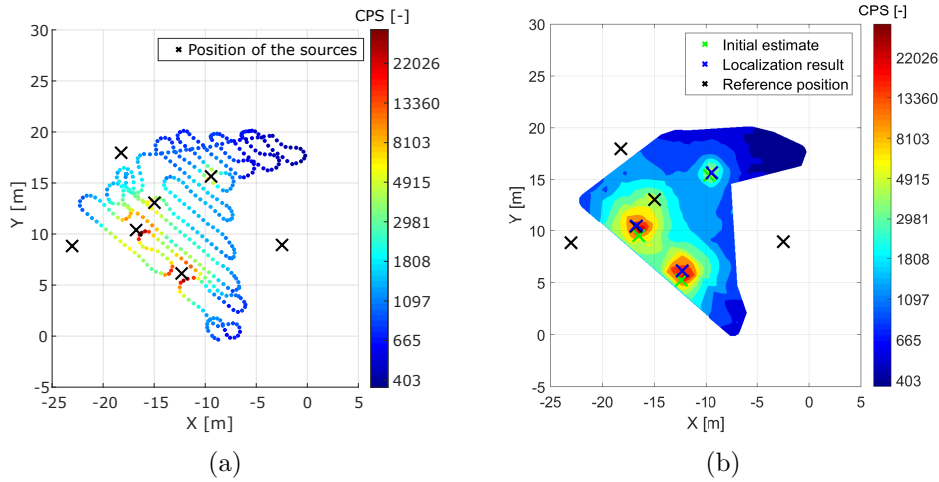 CPS [-]
30
25
20
15
10
5
0
-5
Y [m]
Position of the sources
22026
13360
8103
4915
2981
1808
1097
665
403
-25 -20 -15 -10 -5 0
X [m]
(a)
CPS [-]
30
25
20
15
10
5
0
-5
Y [m]
Initial estimate
Localization result
Reference position
22026
13360
8103
4915
2981
1808
1097
665
403
-25 -20 -15 -10 -5 0
X [m]
(b)